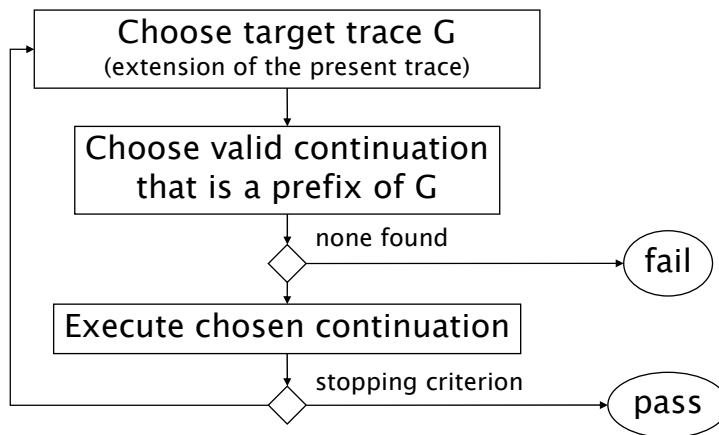 Choose target trace G
(extension of the present trace)
Choose valid continuation
that is a prefix of G
none found
fail
Execute chosen continuation
stopping criterion
pass